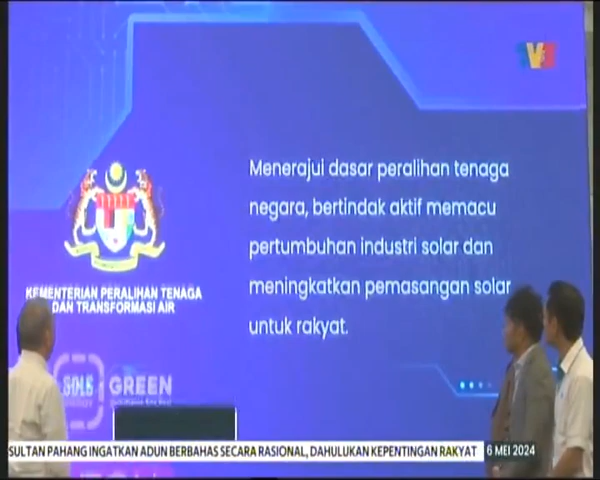 TV3
Menerajui dasar peralihan tenaga
negara, bertindak aktif memacu
pertumbuhan industri solar dan
meningkatkan pemasangan solar
untuk rakyat.
KEMENTERIAN PERALIHAN TENAGA
DAN TRANSFORMASI AIR
GREEN
SULTAN PAHANG INGATKAN ADUN BERBAHAS SECARA RASIONAL, DAHULUKAN KEPENTINGAN RAKYAT
6 MEI 2024